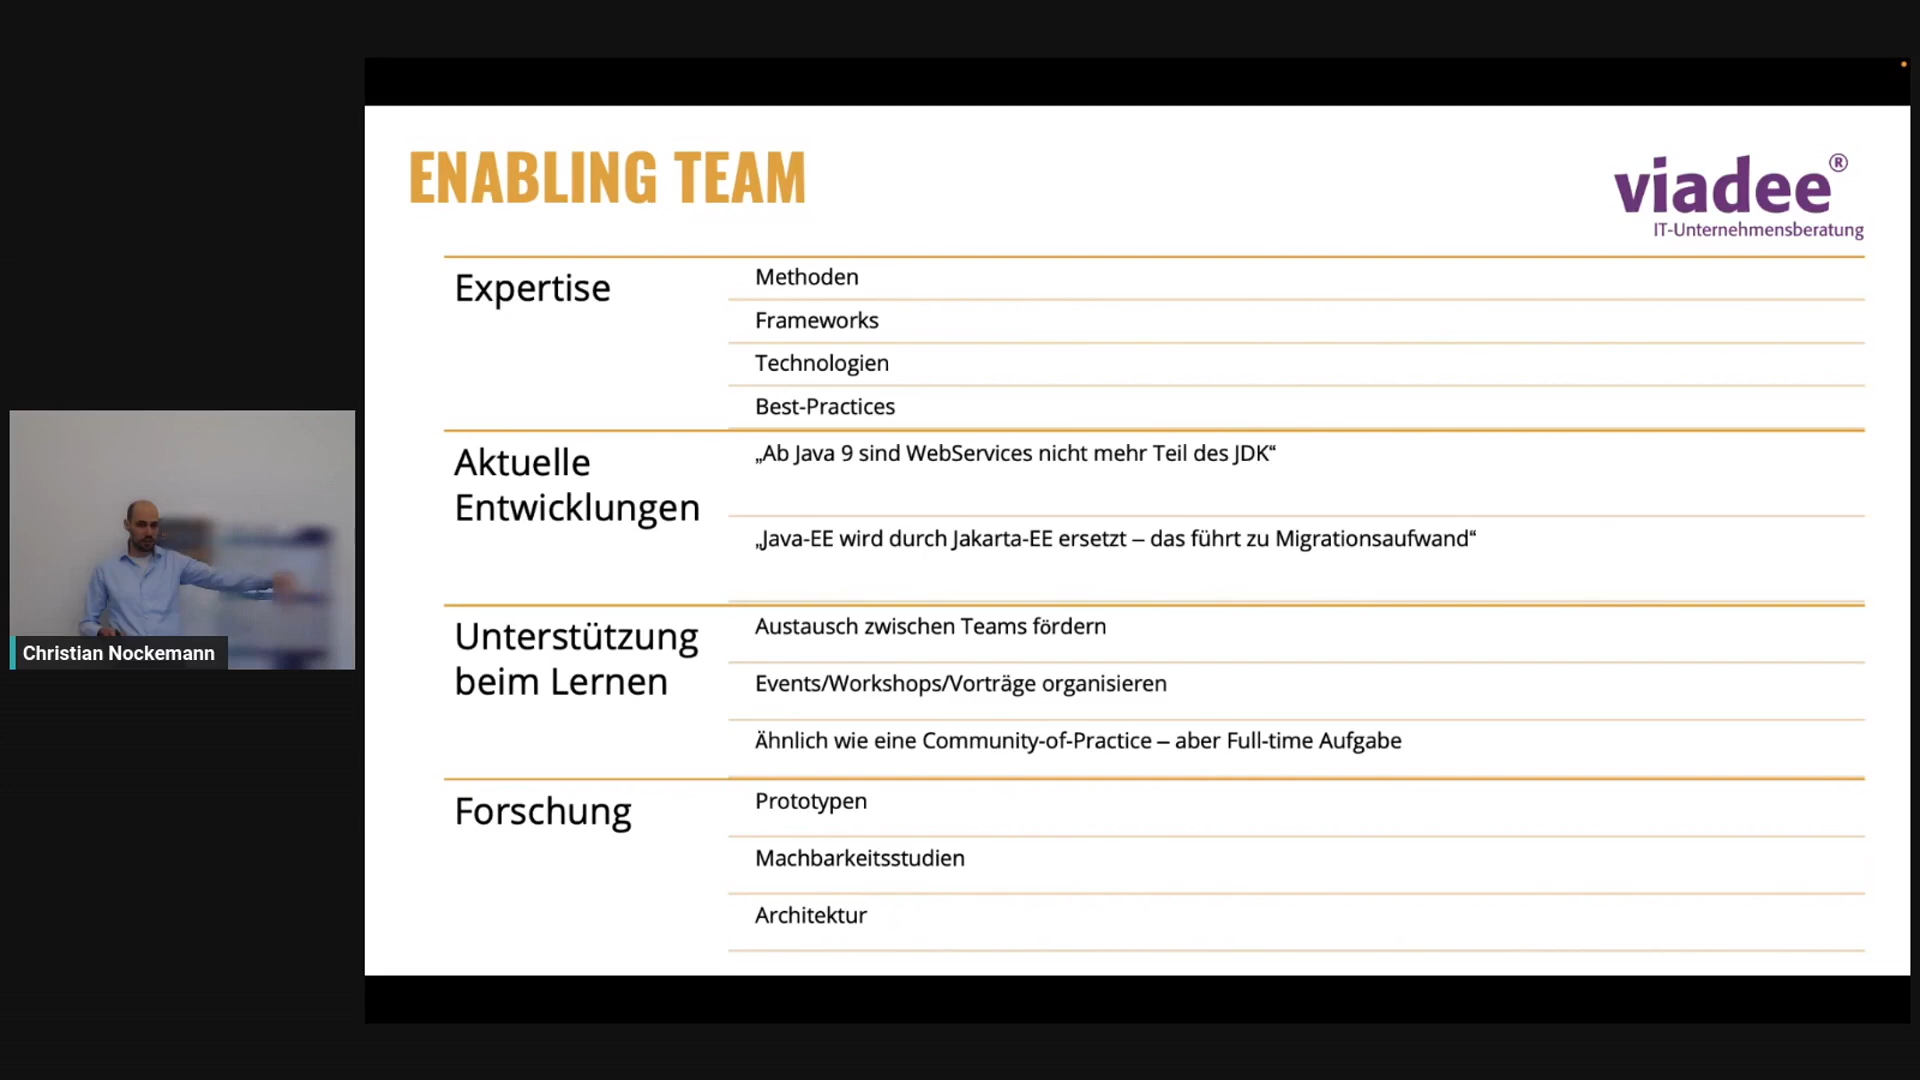 ENABLING TEAM
viadee®
IT-Unternehmensberatung
Expertise
Methoden
Frameworks
Technologien
Best-Practices
Aktuelle
Entwicklungen
„Ab Java 9 sind WebServices nicht mehr Teil des JDK“
„Java-EE wird durch Jakarta-EE ersetzt – das führt zu Migrationsaufwand“
Unterstützung
beim Lernen
Austausch zwischen Teams fördern
Events/Workshops/Vorträge organisieren
Ähnlich wie eine Community-of-Practice – aber Full-time Aufgabe
Forschung
Prototypen
Machbarkeitsstudien
Architektur
Christian Nockemann